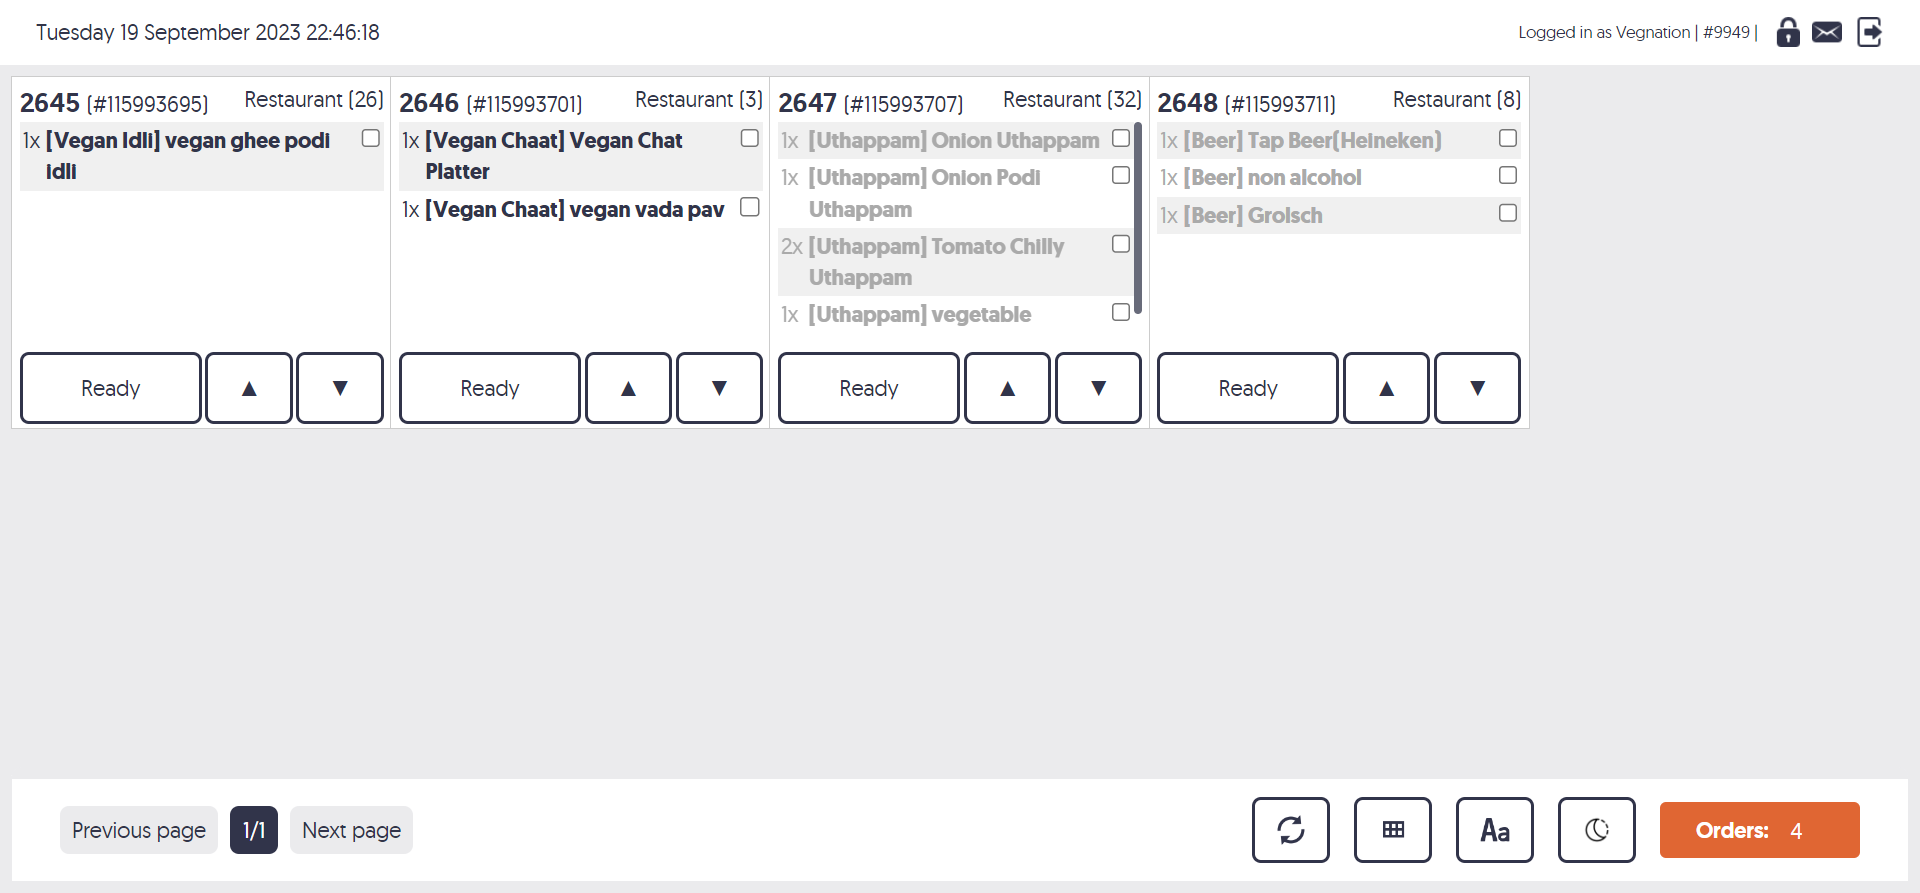 Tuesday 19 September 2023 22:46:18
Logged in as Vegnation | #9949 |
2645 (#115993695) Restaurant (26)
1x [Vegan Idli] vegan ghee podi
idli
Ready ▲ ▼
2646 (#115993701) Restaurant (3)
1x [Vegan Chaat] Vegan Chat
Platter
1x [Vegan Chaat] vegan vada pav
Ready ▲ ▼
2647 (#115993707) Restaurant (32)
1x [Uthappam] Onion Uthappam
1x [Uthappam] Onion Podi
Uthappam
2x [Uthappam] Tomato Chilly
Uthappam
1x [Uthappam] vegetable
Ready ▲ ▼
2648 (#115993711) Restaurant (8)
1x [Beer] Tap Beer(Heineken)
1x [Beer] non alcohol
1x [Beer] Grolsch
Ready ▲ ▼
Previous page 1/1 Next page
Aa
Orders: 4